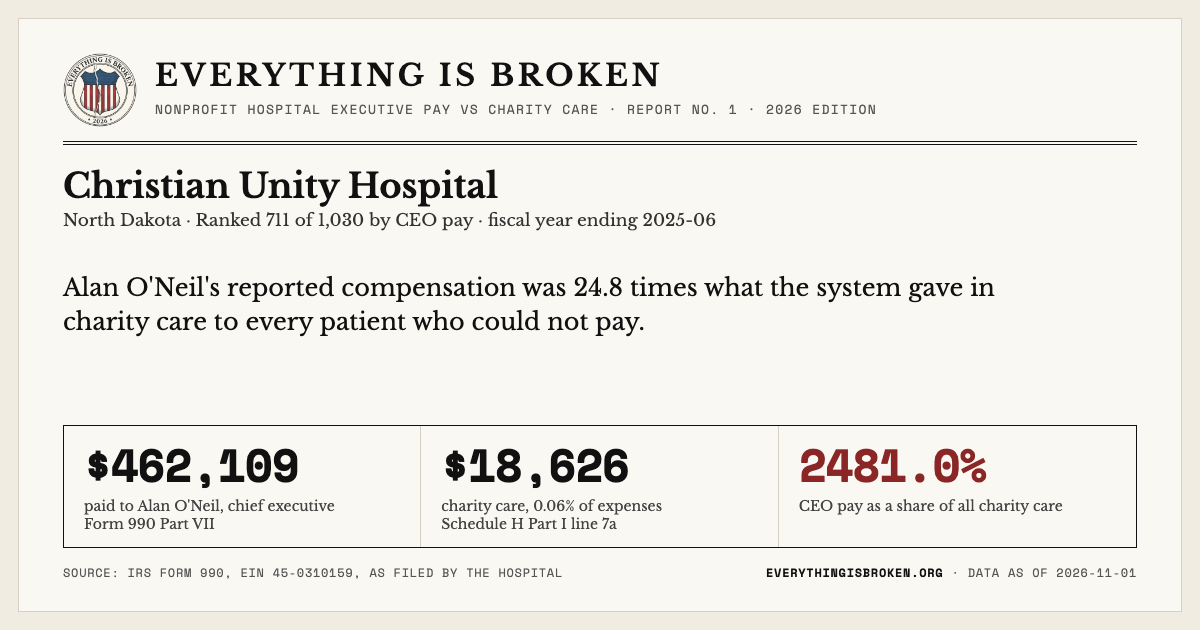 EVERYTHING IS BROKEN
2026
EVERYTHING IS BROKEN
NONPROFIT HOSPITAL EXECUTIVE PAY VS CHARITY CARE · REPORT NO. 1 · 2026 EDITION
Christian Unity Hospital
North Dakota · Ranked 711 of 1,030 by CEO pay · fiscal year ending 2025-06
Alan O'Neil's reported compensation was 24.8 times what the system gave in
charity care to every patient who could not pay.
$462,109
paid to Alan O'Neil, chief executive
Form 990 Part VII
$18,626
charity care, 0.06% of expenses
Schedule H Part I line 7a
2481.0%
CEO pay as a share of all charity care
SOURCE: IRS FORM 990, EIN 45-0310159, AS FILED BY THE HOSPITAL
EVERYTHINGISBROKEN.ORG · DATA AS OF 2026-11-01